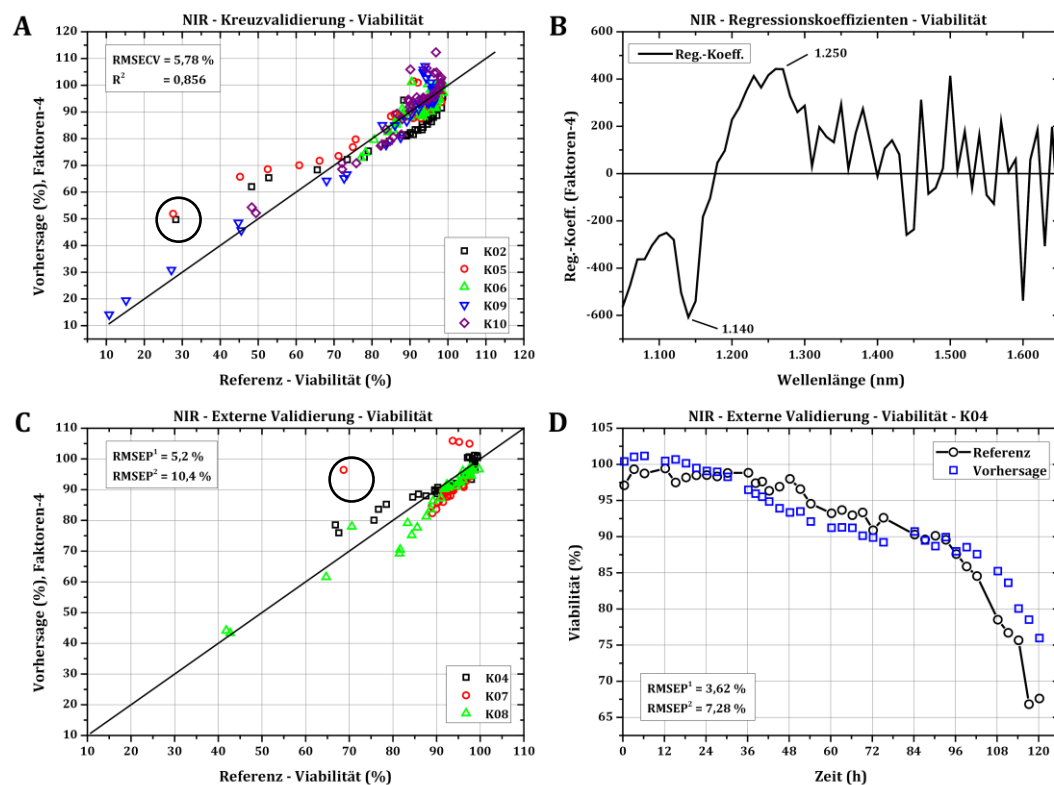 A
NIR - Kreuzvalidierung - Viabilität
RMSECV = 5,78 %
R² = 0,856
120
110
100
90
80
70
60
50
40
30
20
10
Vorhersage (%), Faktoren-4
K02
K05
K06
K09
K10
10 20 30 40 50 60 70 80 90 100 110 120
Referenz - Viabilität (%)
B
NIR - Regressionskoeffizienten - Viabilität
Reg.-Koeff.
1.250
1.140
600
400
200
0
-200
-400
-600
Reg.-Koeff. (Faktoren-4)
1.100 1.200 1.300 1.400 1.500 1.600
Wellenlänge (nm)
C
NIR - Externe Validierung - Viabilität
RMSEP¹ = 5,2 %
RMSEP² = 10,4 %
110
100
90
80
70
60
50
40
30
20
10
Vorhersage (%), Faktoren-4
K04
K07
K08
10 20 30 40 50 60 70 80 90 100 110
Referenz - Viabilität (%)
D
NIR - Externe Validierung - Viabilität - K04
Referenz
Vorhersage
105
100
95
90
85
80
75
70
65
Viabilität (%)
RMSEP¹ = 3,62 %
RMSEP² = 7,28 %
0 12 24 36 48 60 72 84 96 108 120
Zeit (h)